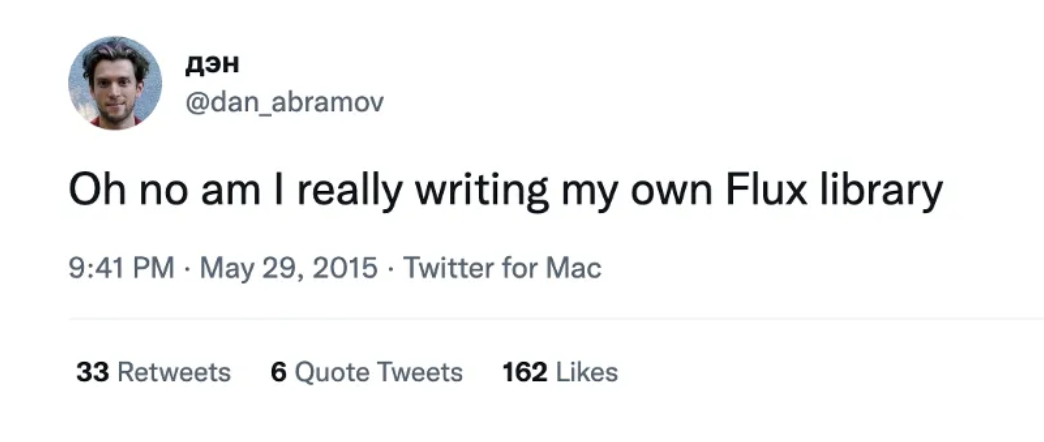 дэн
@dan_abramov
Oh no am I really writing my own Flux library
9:41 PM · May 29, 2015 · Twitter for Mac
33 Retweets 6 Quote Tweets 162 Likes